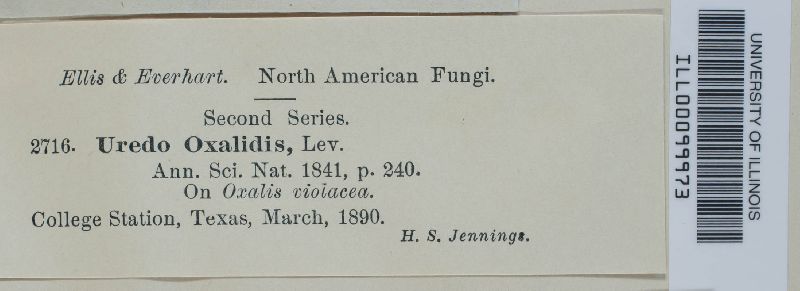 Ellis & Everhart. North American Fungi.
Second Series.
2716. Uredo Oxalidis, Lev.
Ann. Sci. Nat. 1841, p. 240.
On Oxalis violacea.
College Station, Texas, March, 1890.
H. S. Jennings.
UNIVERSITY OF ILLINOIS
ILL00099973